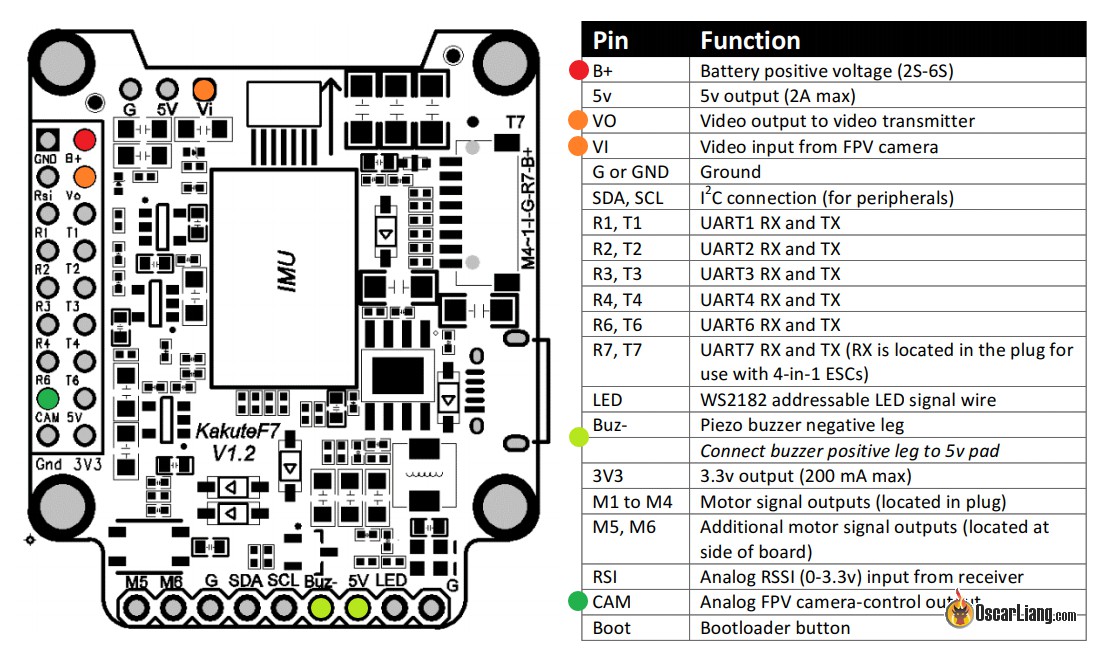 G 5V Vi
T7
GND B+
Rsi Vo
R1 T1
R2 T2
R3 T3
R4 T4
R6 T6
CAM 5V
Gnd 3V3
IMU
M4~1-I-G-R7-B+
KakuteF7
V1.2
M5 M6 G SDA SCL Buz- 5V LED G
Pin Function
B+ Battery positive voltage (2S-6S)
5v 5v output (2A max)
VO Video output to video transmitter
VI Video input from FPV camera
G or GND Ground
SDA, SCL I²C connection (for peripherals)
R1, T1 UART1 RX and TX
R2, T2 UART2 RX and TX
R3, T3 UART3 RX and TX
R4, T4 UART4 RX and TX
R6, T6 UART6 RX and TX
R7, T7 UART7 RX and TX (RX is located in the plug for
use with 4-in-1 ESCs)
LED WS2182 addressable LED signal wire
Buz- Piezo buzzer negative leg
Connect buzzer positive leg to 5v pad
3V3 3.3v output (200 mA max)
M1 to M4 Motor signal outputs (located in plug)
M5, M6 Additional motor signal outputs (located at
side of board)
RSI Analog RSSI (0-3.3v) input from receiver
CAM Analog FPV camera-control output
Boot Bootloader button
OscarLiang.com